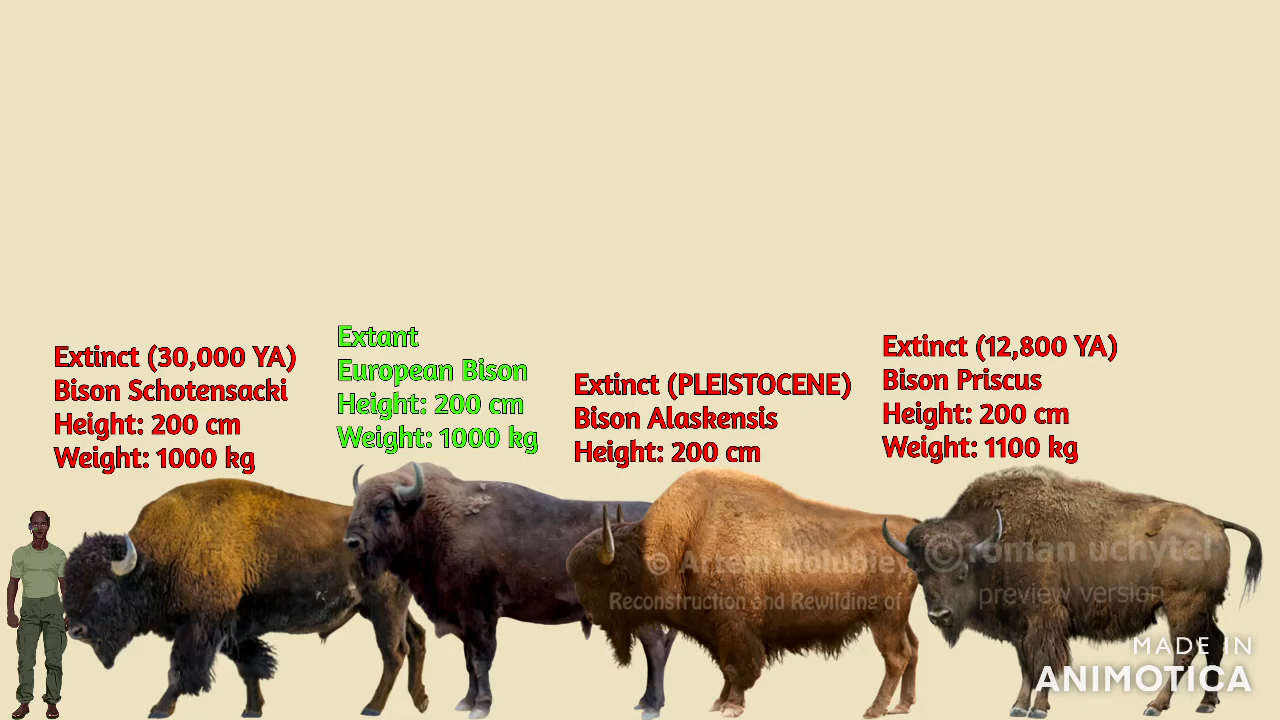 Extinct (30,000 YA)
Bison Schotensacki
Height: 200 cm
Weight: 1000 kg
Extant
European Bison
Height: 200 cm
Weight: 1000 kg
Extinct (PLEISTOCENE)
Bison Alaskensis
Height: 200 cm
Extinct (12,800 YA)
Bison Priscus
Height: 200 cm
Weight: 1100 kg
© Artem Holubiev
Reconstruction and Rewilding of
© roman uchytel
preview version
MADE IN
ANIMOTICA